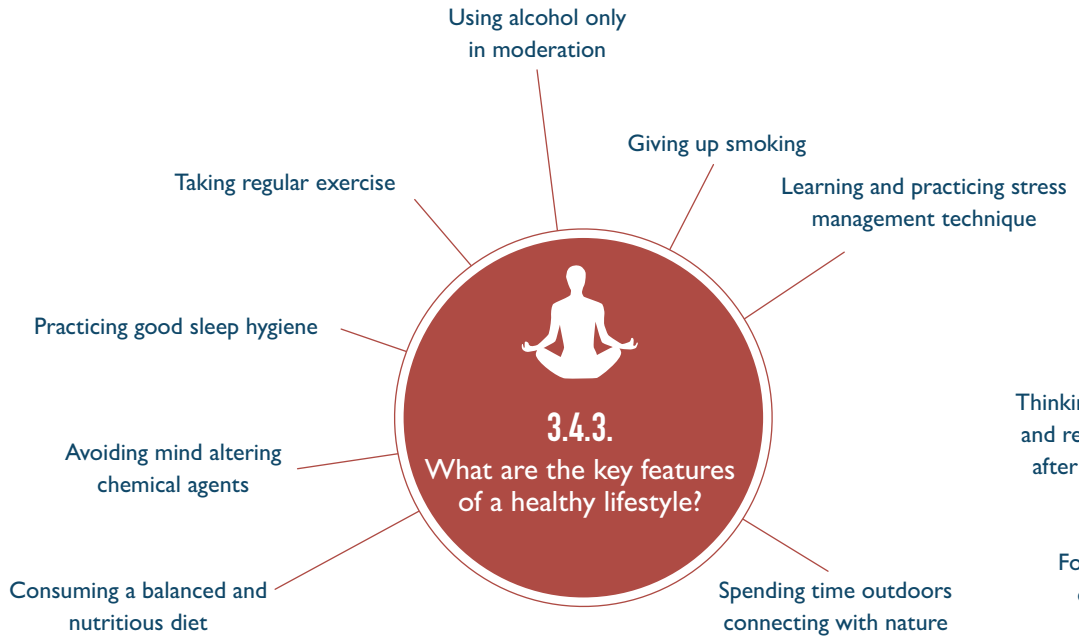 Using alcohol only
in moderation
Giving up smoking
Taking regular exercise
Learning and practicing stress
management technique
Practicing good sleep hygiene
3.4.3.
What are the key features
of a healthy lifestyle?
Avoiding mind altering
chemical agents
and
after
Consuming a balanced and
nutritious diet
Spending time outdoors
connecting with nature